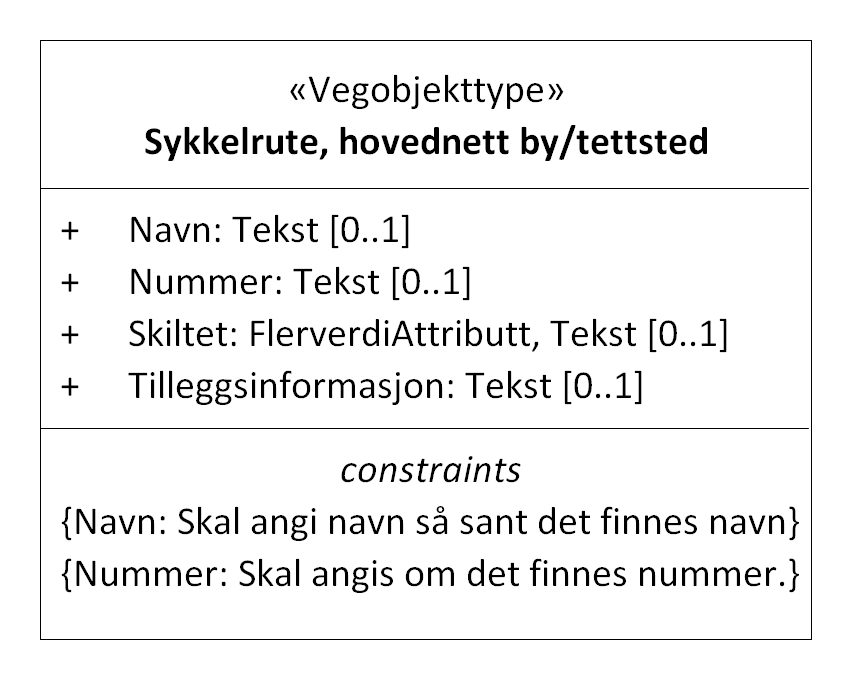 «Vegobjekttype»
Sykkelrute, hovednett by/tettsted
+ Navn: Tekst [0..1]
+ Nummer: Tekst [0..1]
+ Skiltet: FlerverdiAttributt, Tekst [0..1]
+ Tilleggsinformasjon: Tekst [0..1]
constraints
{Navn: Skal angi navn så sant det finnes navn}
{Nummer: Skal angis om det finnes nummer.}